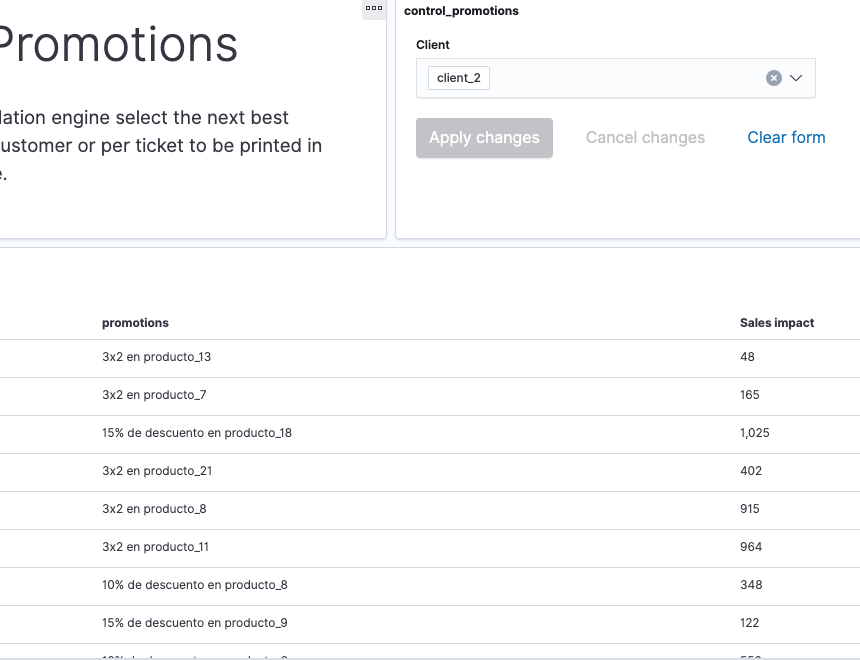 Promotions
lation engine select the next best
ustomer or per ticket to be printed in
e.
control_promotions
Client
client_2
Apply changes
Cancel changes
Clear form
promotions Sales impact
3x2 en producto_13 48
3x2 en producto_7 165
15% de descuento en producto_18 1,025
3x2 en producto_21 402
3x2 en producto_8 915
3x2 en producto_11 964
10% de descuento en producto_8 348
15% de descuento en producto_9 122